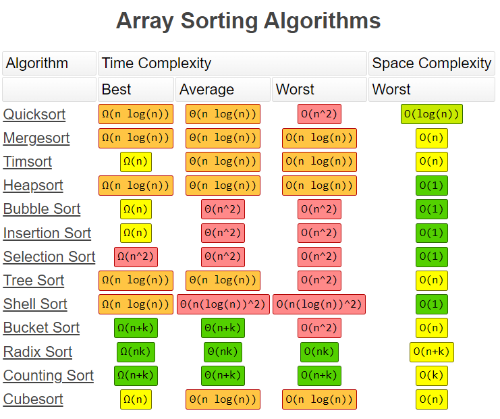 Array Sorting Algorithms
Algorithm Time Complexity Space Complexity
Best Average Worst Worst
Quicksort Ω(n log(n)) Θ(n log(n)) O(n^2) O(log(n))
Mergesort Ω(n log(n)) Θ(n log(n)) O(n log(n)) O(n)
Timsort Ω(n) Θ(n log(n)) O(n log(n)) O(n)
Heapsort Ω(n log(n)) Θ(n log(n)) O(n log(n)) O(1)
Bubble Sort Ω(n) Θ(n^2) O(n^2) O(1)
Insertion Sort Ω(n) Θ(n^2) O(n^2) O(1)
Selection Sort Ω(n^2) Θ(n^2) O(n^2) O(1)
Tree Sort Ω(n log(n)) Θ(n log(n)) O(n^2) O(n)
Shell Sort Ω(n log(n)) Θ(n(log(n))^2) O(n(log(n))^2) O(1)
Bucket Sort Ω(n+k) Θ(n+k) O(n^2) O(n)
Radix Sort Ω(nk) Θ(nk) O(nk) O(n+k)
Counting Sort Ω(n+k) Θ(n+k) O(n+k) O(k)
Cubesort Ω(n) Θ(n log(n)) O(n log(n)) O(n)